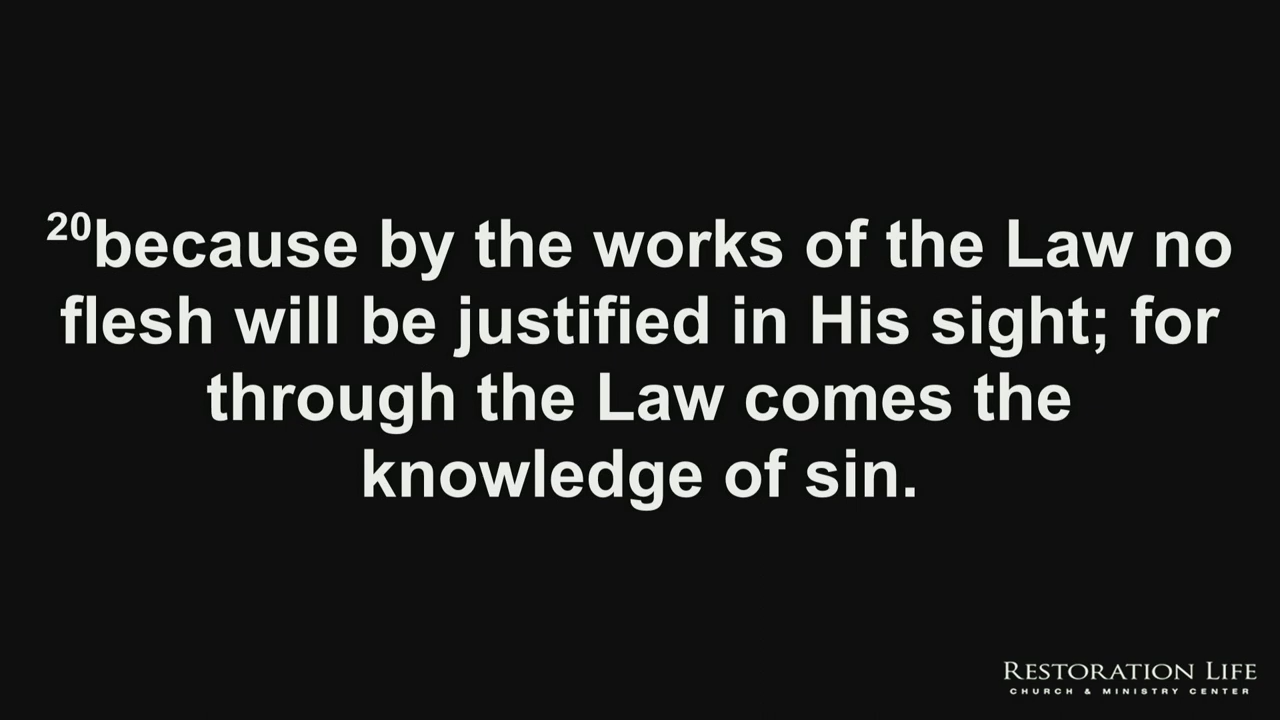 20because by the works of the Law no
flesh will be justified in His sight; for
through the Law comes the
knowledge of sin.
RESTORATION LIFE
CHURCH & MINISTRY CENTER